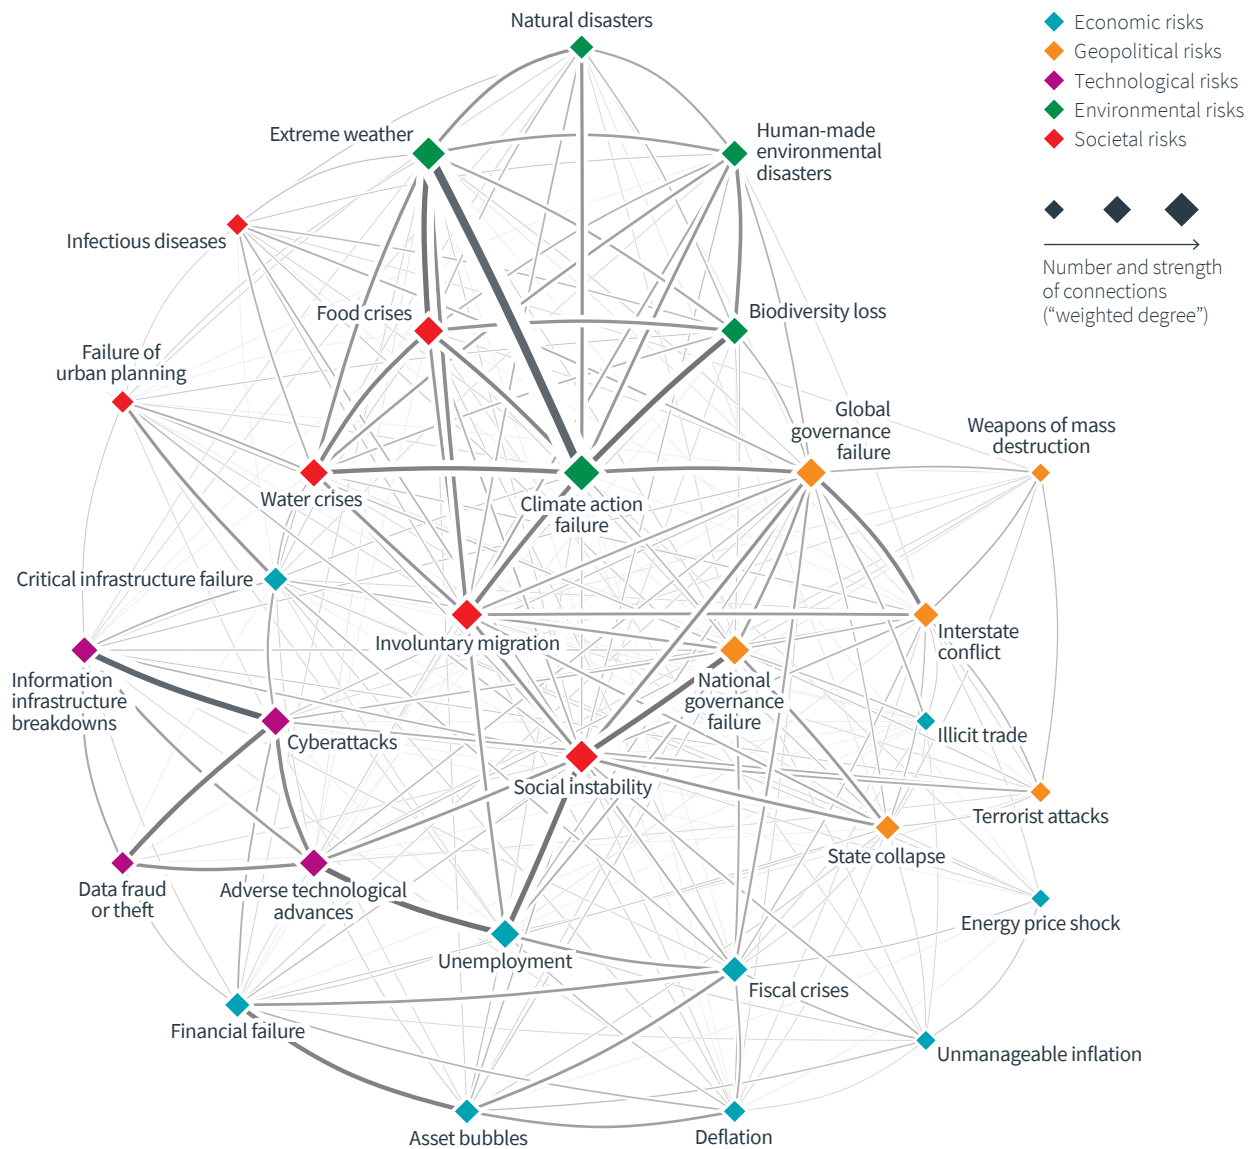 Natural disasters
Economic risks
Geopolitical risks
Technological risks
Environmental risks
Societal risks
Extreme weather
Human-made
environmental
disasters
Number and strength
of connections
(“weighted degree”)
Infectious diseases
Food crises
Biodiversity loss
Failure of
urban planning
Global
governance
failure
Weapons of mass
destruction
Water crises
Climate action
failure
Critical infrastructure failure
Involuntary migration
Interstate
conflict
Information
infrastructure
breakdowns
National
governance
failure
Cyberattacks
Illicit trade
Social instability
Terrorist attacks
State collapse
Data fraud
or theft
Adverse technological
advances
Energy price shock
Unemployment
Fiscal crises
Financial failure
Unmanageable inflation
Asset bubbles
Deflation